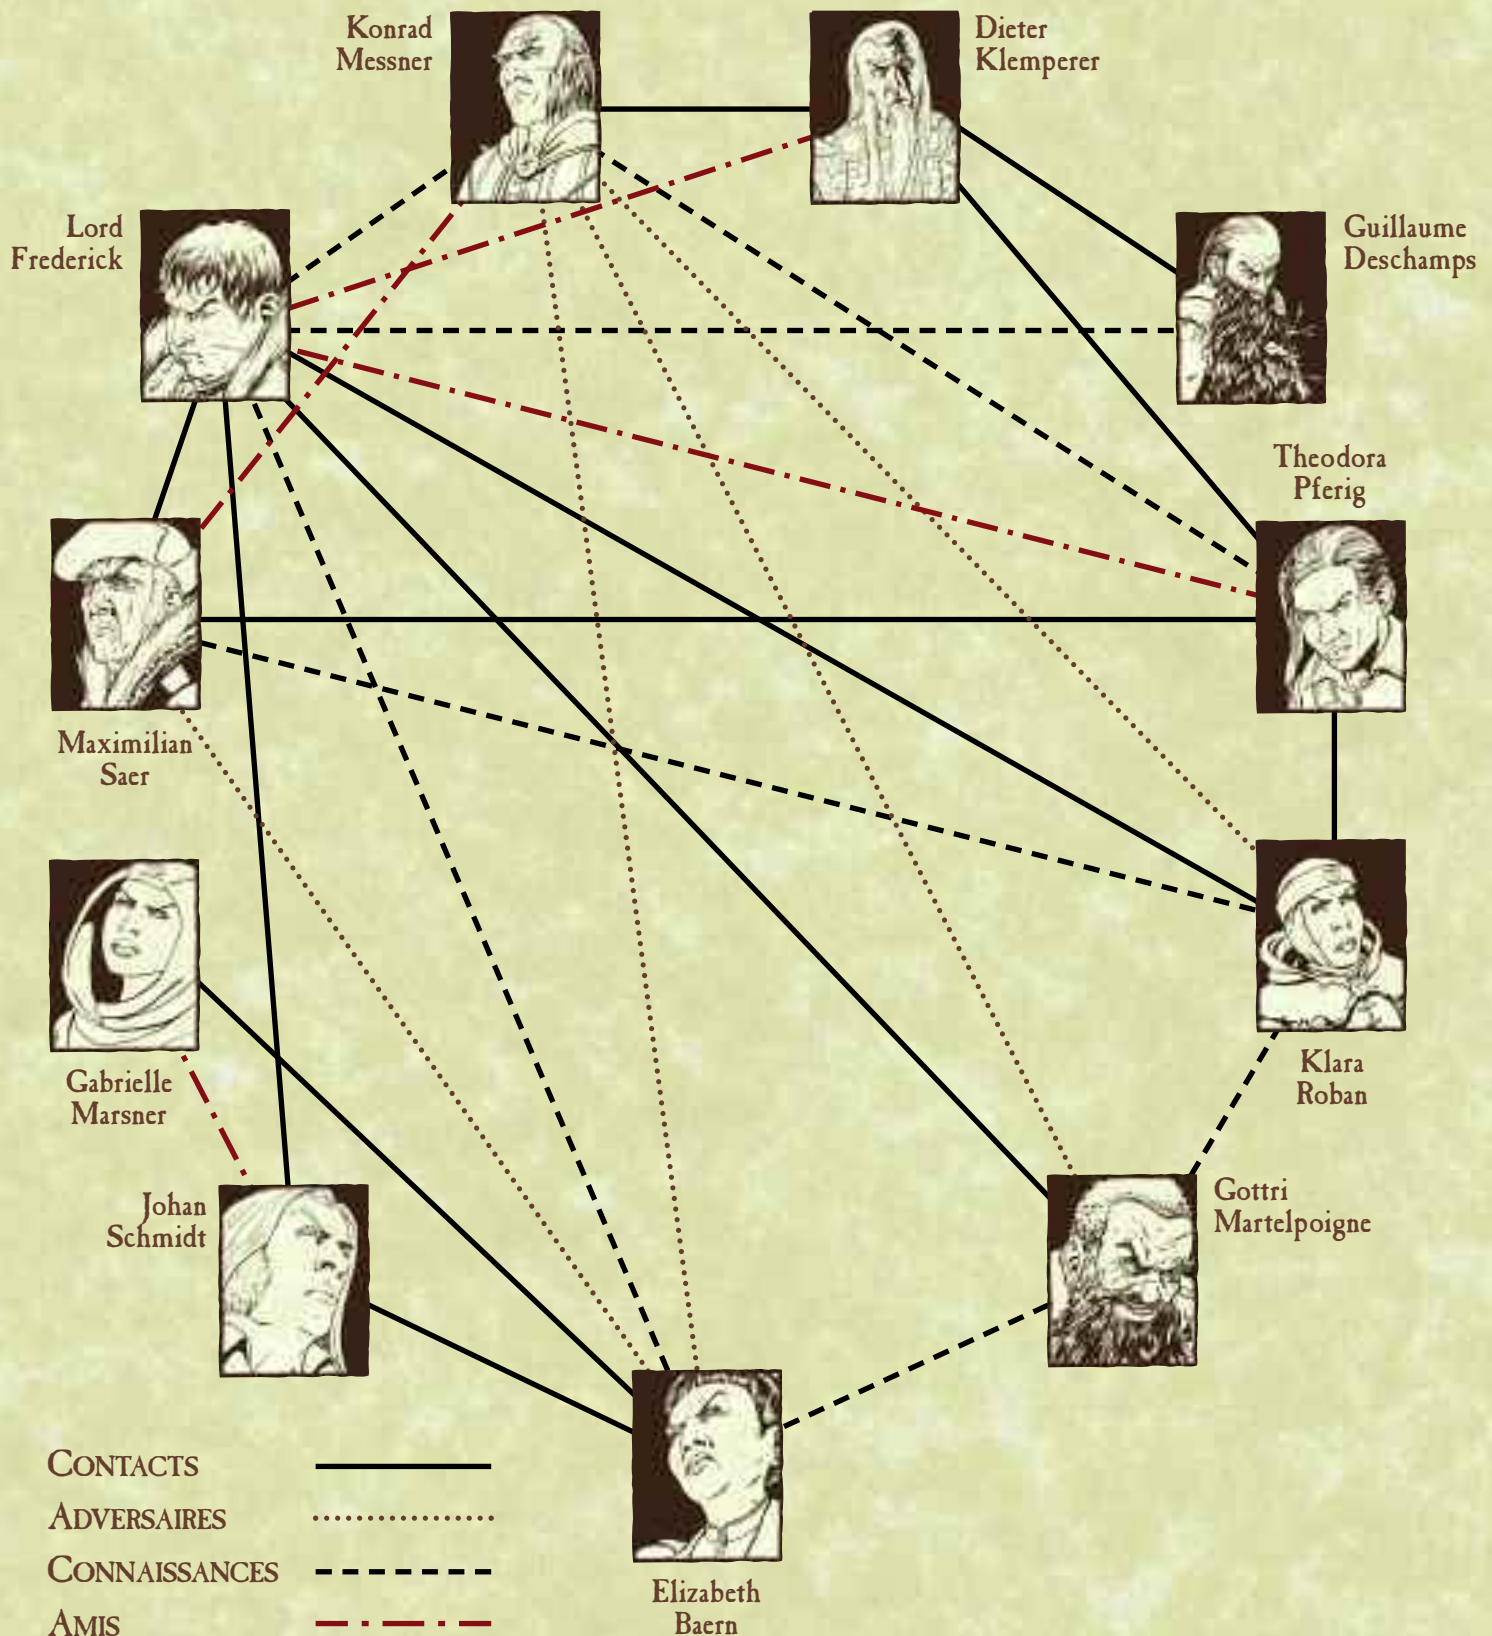 Konrad
Messner
Dieter
Klemperer
Lord
Frederick
Guillaume
Deschamps
Theodora
Pferig
Maximilian
Saer
Klara
Roban
Gabrielle
Marsner
Johan
Schmidt
Gottri
Martelpoigne
CONTACTS
ADVERSAIRES
CONNAISSANCES
AMIS
Elizabeth
Baern